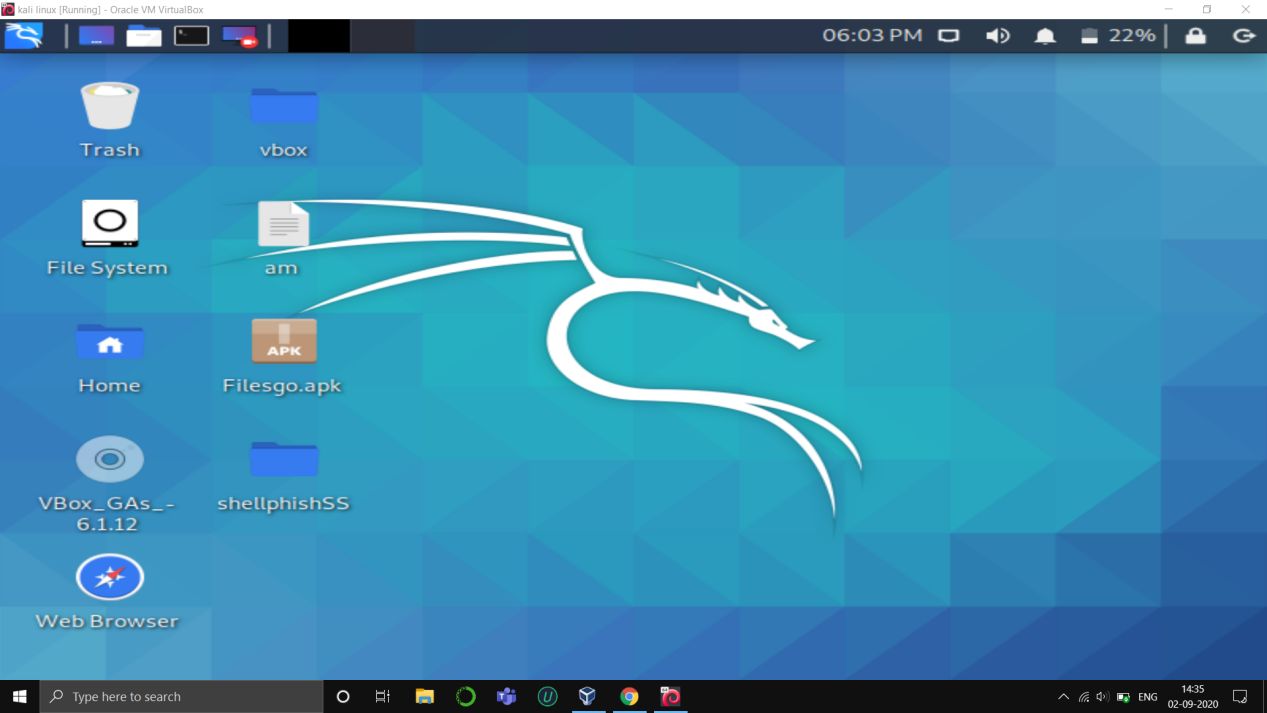 kali linux [Running] - Oracle VM VirtualBox
06:03 PM
22%
Trash
vbox
File System
am
Home
APK
Filesgo.apk
VBox_GAs_-
6.1.12
shellphishSS
Web Browser
Type here to search
ENG
14:35
02-09-2020